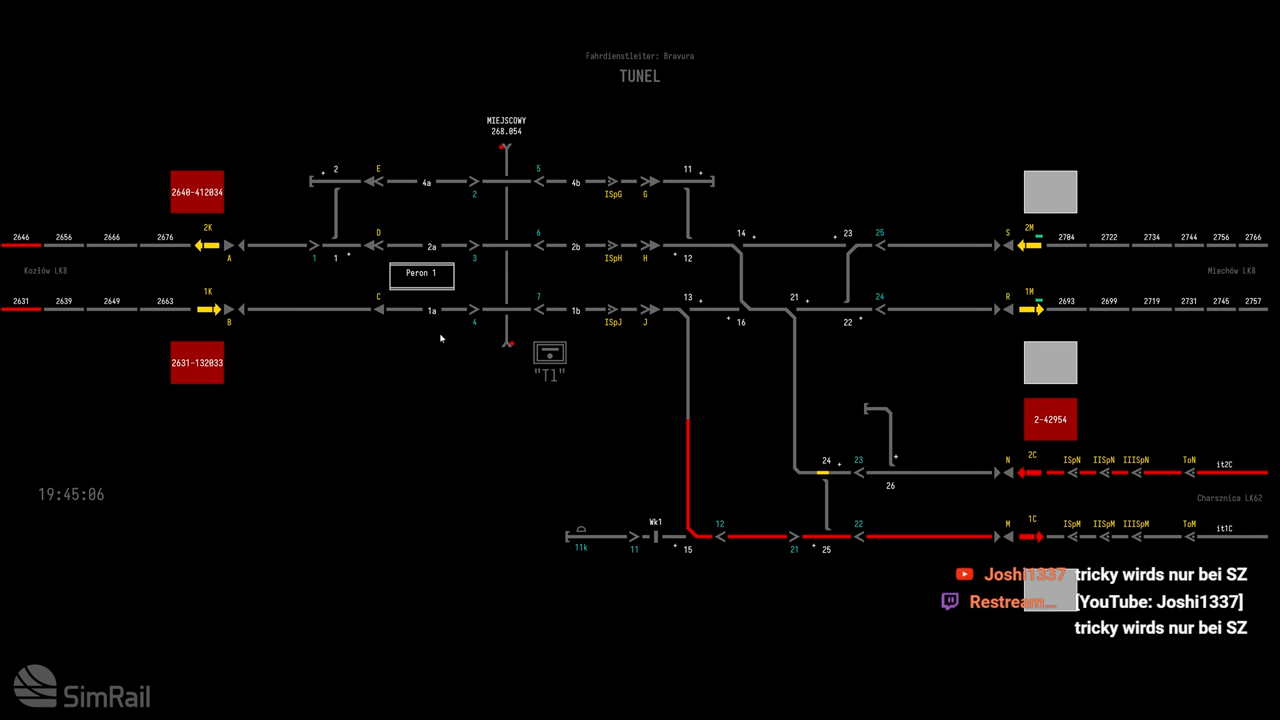 Fahrdienstleiter: Bravura
TUNEL
MIEJSCOWY
268.054
2 E 5 11
4a 4b
2 ISpG G
2640-412034
2K D 6 14 23 25 S 2M
2646 2656 2666 2676 2a 2b 2704 2722 2734 2744 2756 2766
A 1 1 3 ISpH H 12
Kozłów LK8 Peron 1 Miechów LK8
1K C 7 13 21 24 R 1M
2631 2639 2649 2663 1a 1b 2693 2699 2719 2731 2745 2757
B 4 ISpJ J 16 22
2631-132033
"T1"
2-42954
24 23 N 2C ISpN IISpN IIISpN ToN it2C
26
19:45:06
Charsznica LK62
Wk1 12 22 M 1C ISpM IISpM IIISpM ToM it1C
11k 11 15 21 25
Joshi1337 tricky wirds nur bei SZ
Restream... [YouTube: Joshi1337]
tricky wirds nur bei SZ
SimRail